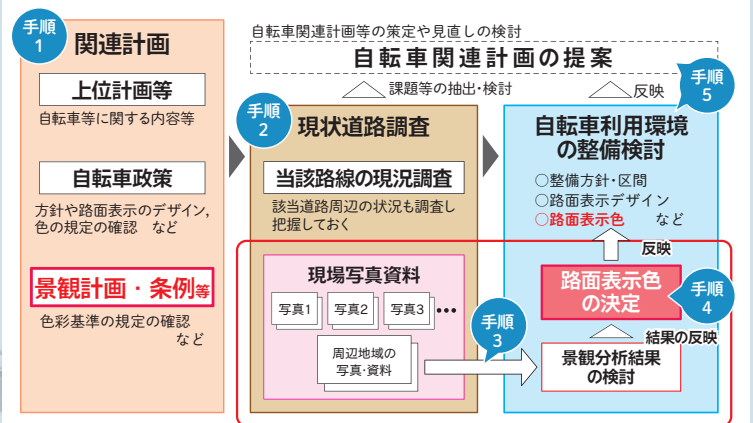 手順
1
関連計画
上位計画等
自転車等に関する内容等
自転車政策
方針や路面表示のデザイン,
色の規定の確認 など
景観計画・条例等
色彩基準の規定の確認
など
自転車関連計画等の策定や見直しの検討
自転車関連計画の提案
課題等の抽出・検討
反映
手順
2
現状道路調査
当該路線の現況調査
該当道路周辺の状況も調査し
把握しておく
現場写真資料
写真1 写真2 写真3 •••
周辺地域の
写真・資料
手順
3
手順
5
自転車利用環境
の整備検討
○整備方針・区間
○路面表示デザイン
○路面表示色 など
反映
路面表示色
の決定
手順
4
結果の反映
景観分析結果
の検討